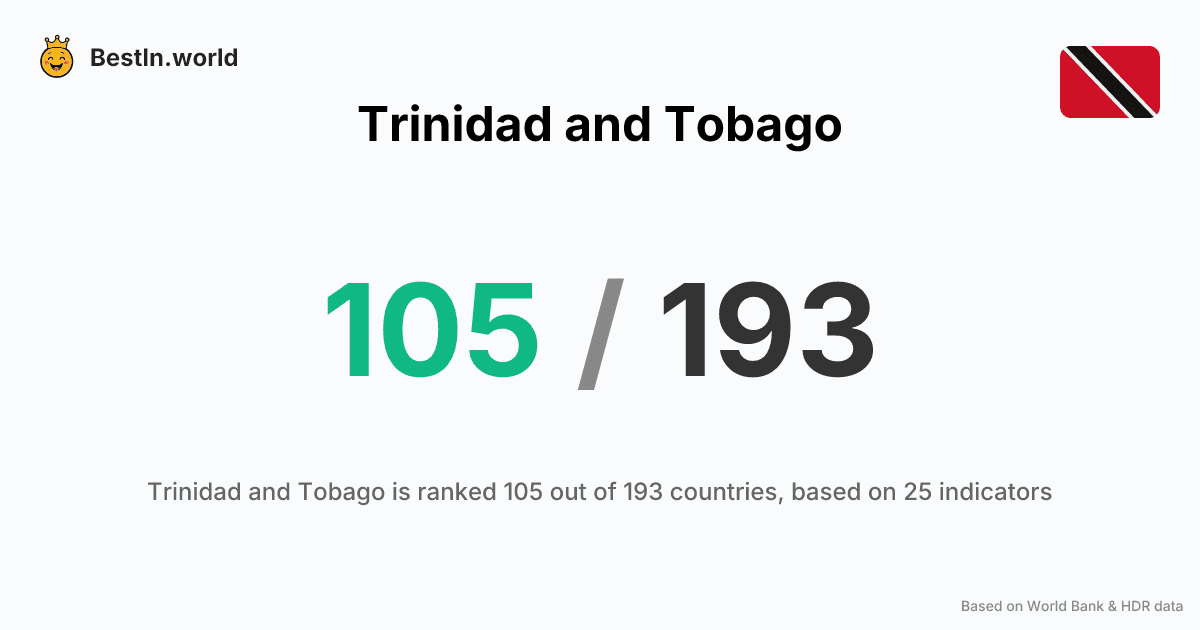 BestIn.world
Trinidad and Tobago
105 / 193
Trinidad and Tobago is ranked 105 out of 193 countries, based on 25 indicators
Based on World Bank & HDR data